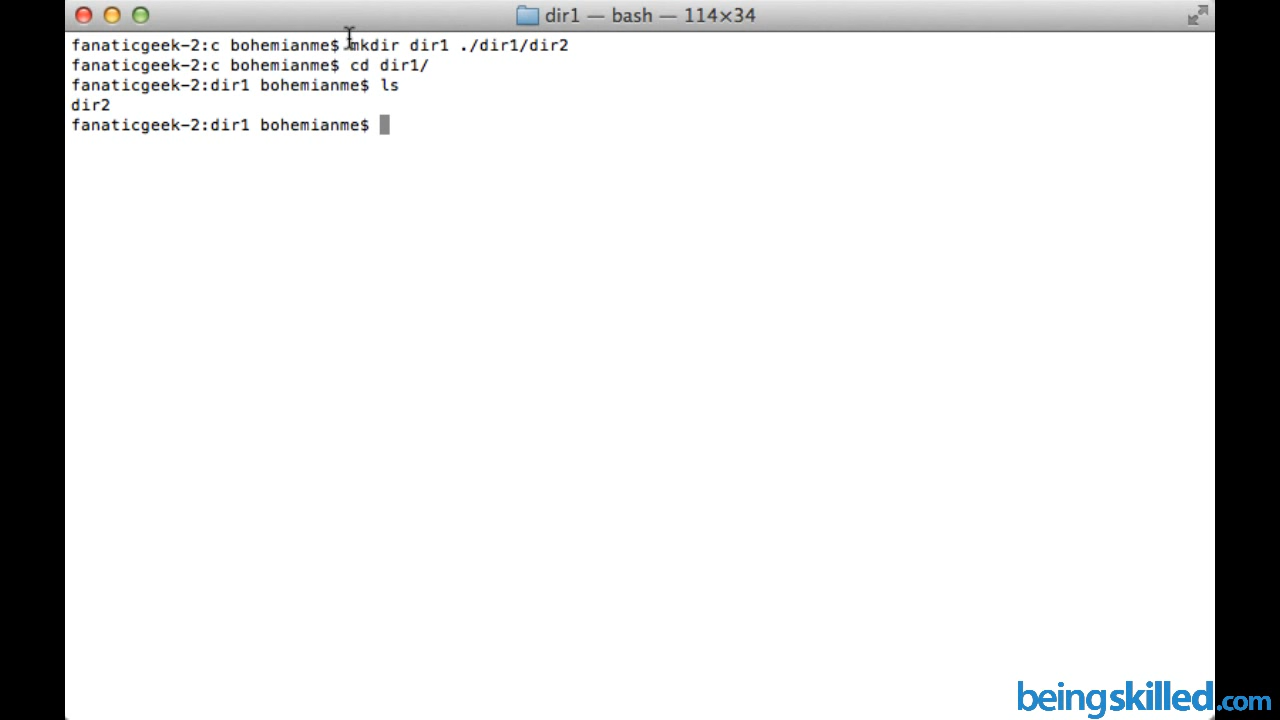 dir1 — bash — 114×34
fanaticgeek-2:c bohemianme$ mkdir dir1 ./dir1/dir2
fanaticgeek-2:c bohemianme$ cd dir1/
fanaticgeek-2:dir1 bohemianme$ ls
dir2
fanaticgeek-2:dir1 bohemianme$
beingskilled.com